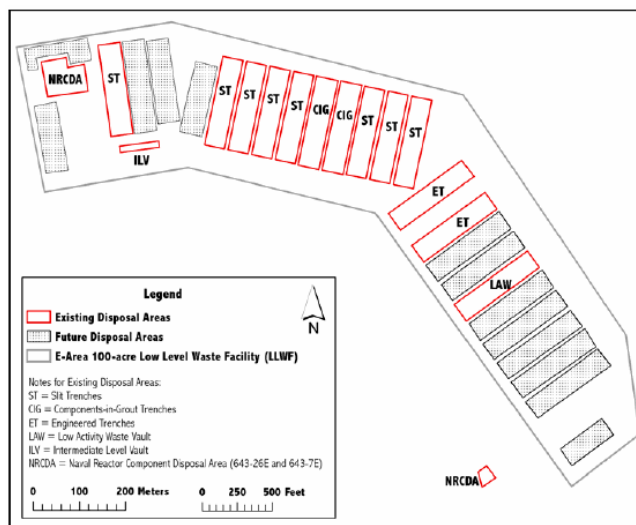 NRCDA
ST
ILV
ST
ST
ST
ST
CIG
CIG
ST
ST
ST
ET
ET
LAW
NRCDA
Legend
Existing Disposal Areas
Future Disposal Areas
E-Area 100-acre Low Level Waste Facility (LLWF)
N
Notes for Existing Disposal Areas:
ST = Slit Trenches
CIG = Components-in-Grout Trenches
ET = Engineered Trenches
LAW = Low Activity Waste Vault
ILV = Intermediate Level Vault
NRCDA = Naval Reactor Component Disposal Area (643-26E and 643-7E)
0 100 200 Meters
0 250 500 Feet